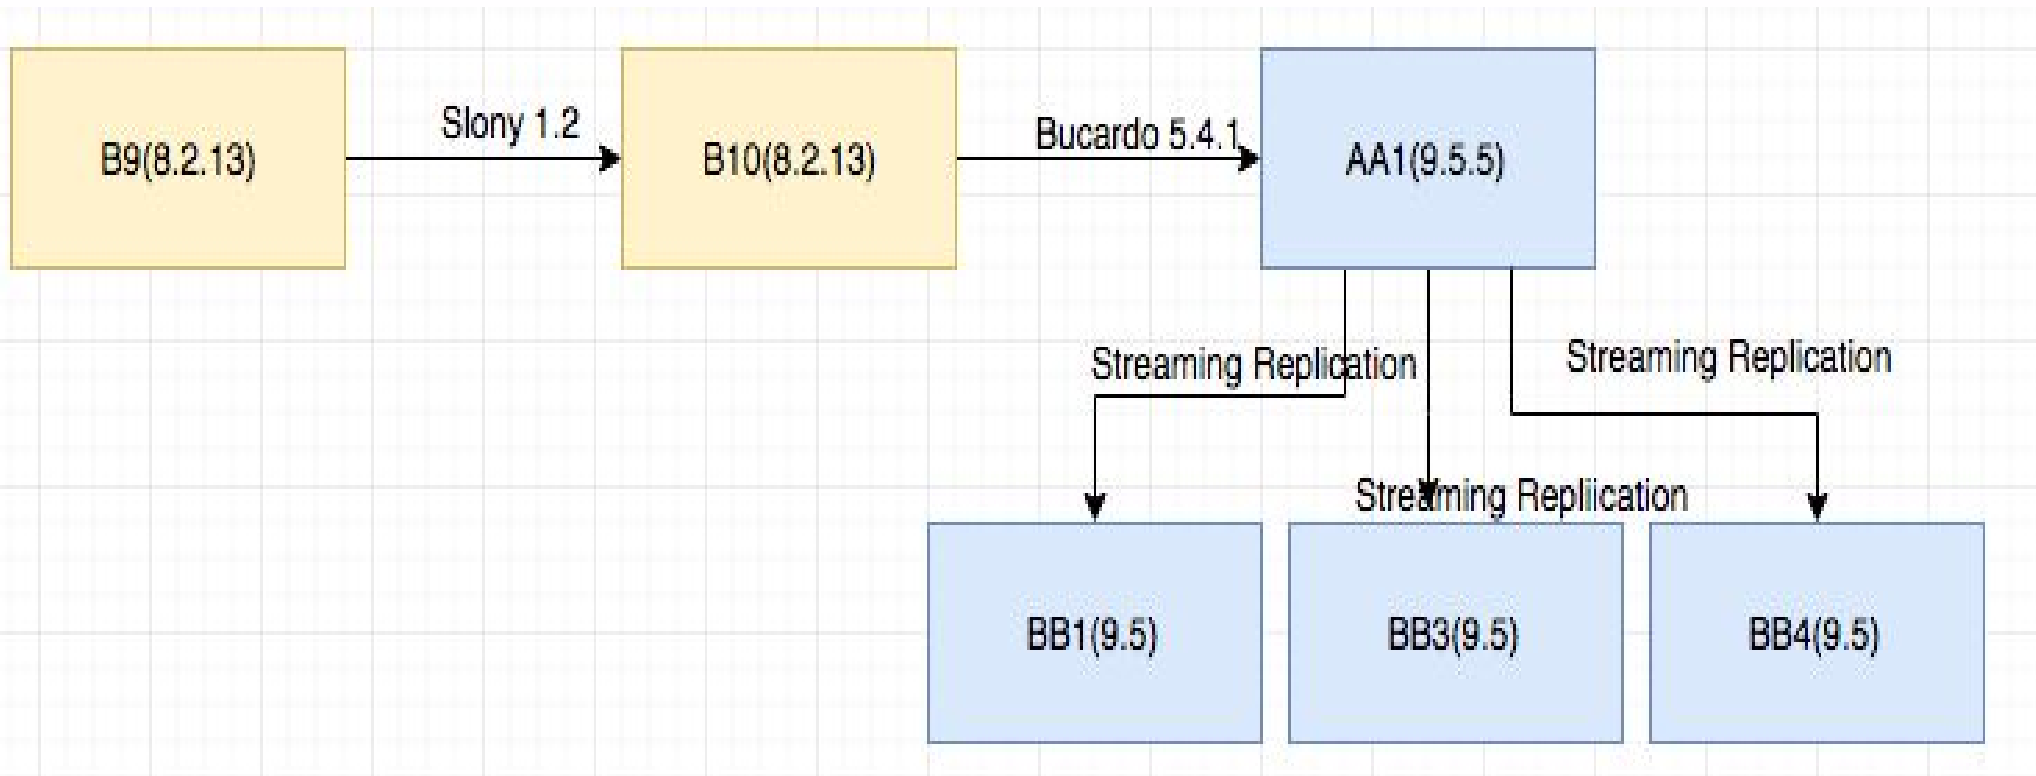 Slony 1.2
Bucardo 5.4.1
B9(8.2.13)
B10(8.2.13)
AA1(9.5.5)
Streaming Replication
Streaming Replication
Streaming Repliication
BB1(9.5)
BB3(9.5)
BB4(9.5)